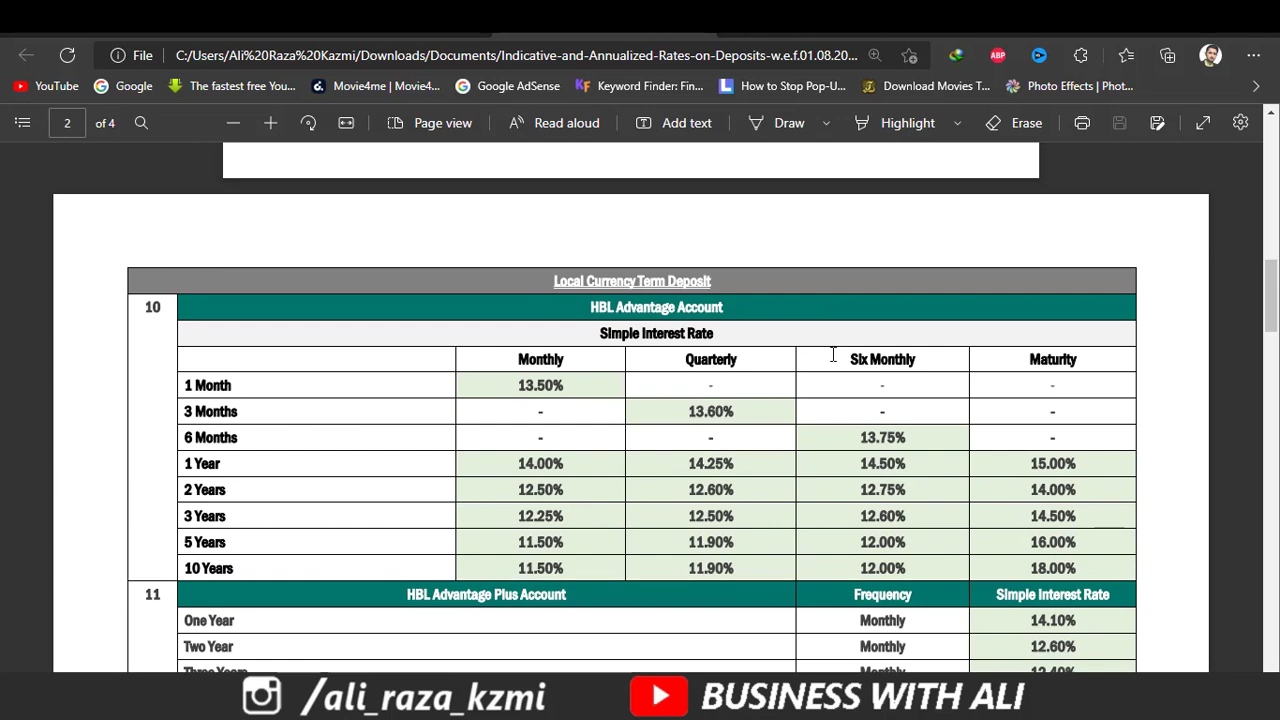 File C:/Users/Ali%20Raza%20Kazmi/Downloads/Documents/Indicative-and-Annualized-Rates-on-Deposits-w.e.f.01.08.20...
YouTube Google The fastest free You... Movie4me | Movie4... Google AdSense Keyword Finder: Fin... How to Stop Pop-U... Download Movies T... Photo Effects | Phot...
2 of 4 Page view Read aloud Add text Draw Highlight Erase
Local Currency Term Deposit
10 HBL Advantage Account
Simple Interest Rate
Monthly Quarterly Six Monthly Maturity
1 Month 13.50% - - -
3 Months - 13.60% - -
6 Months - - 13.75% -
1 Year 14.00% 14.25% 14.50% 15.00%
2 Years 12.50% 12.60% 12.75% 14.00%
3 Years 12.25% 12.50% 12.60% 14.50%
5 Years 11.50% 11.90% 12.00% 16.00%
10 Years 11.50% 11.90% 12.00% 18.00%
11 HBL Advantage Plus Account Frequency Simple Interest Rate
One Year Monthly 14.10%
Two Year Monthly 12.60%
Three Years Monthly 12.40%
/ali_raza_kzmi BUSINESS WITH ALI